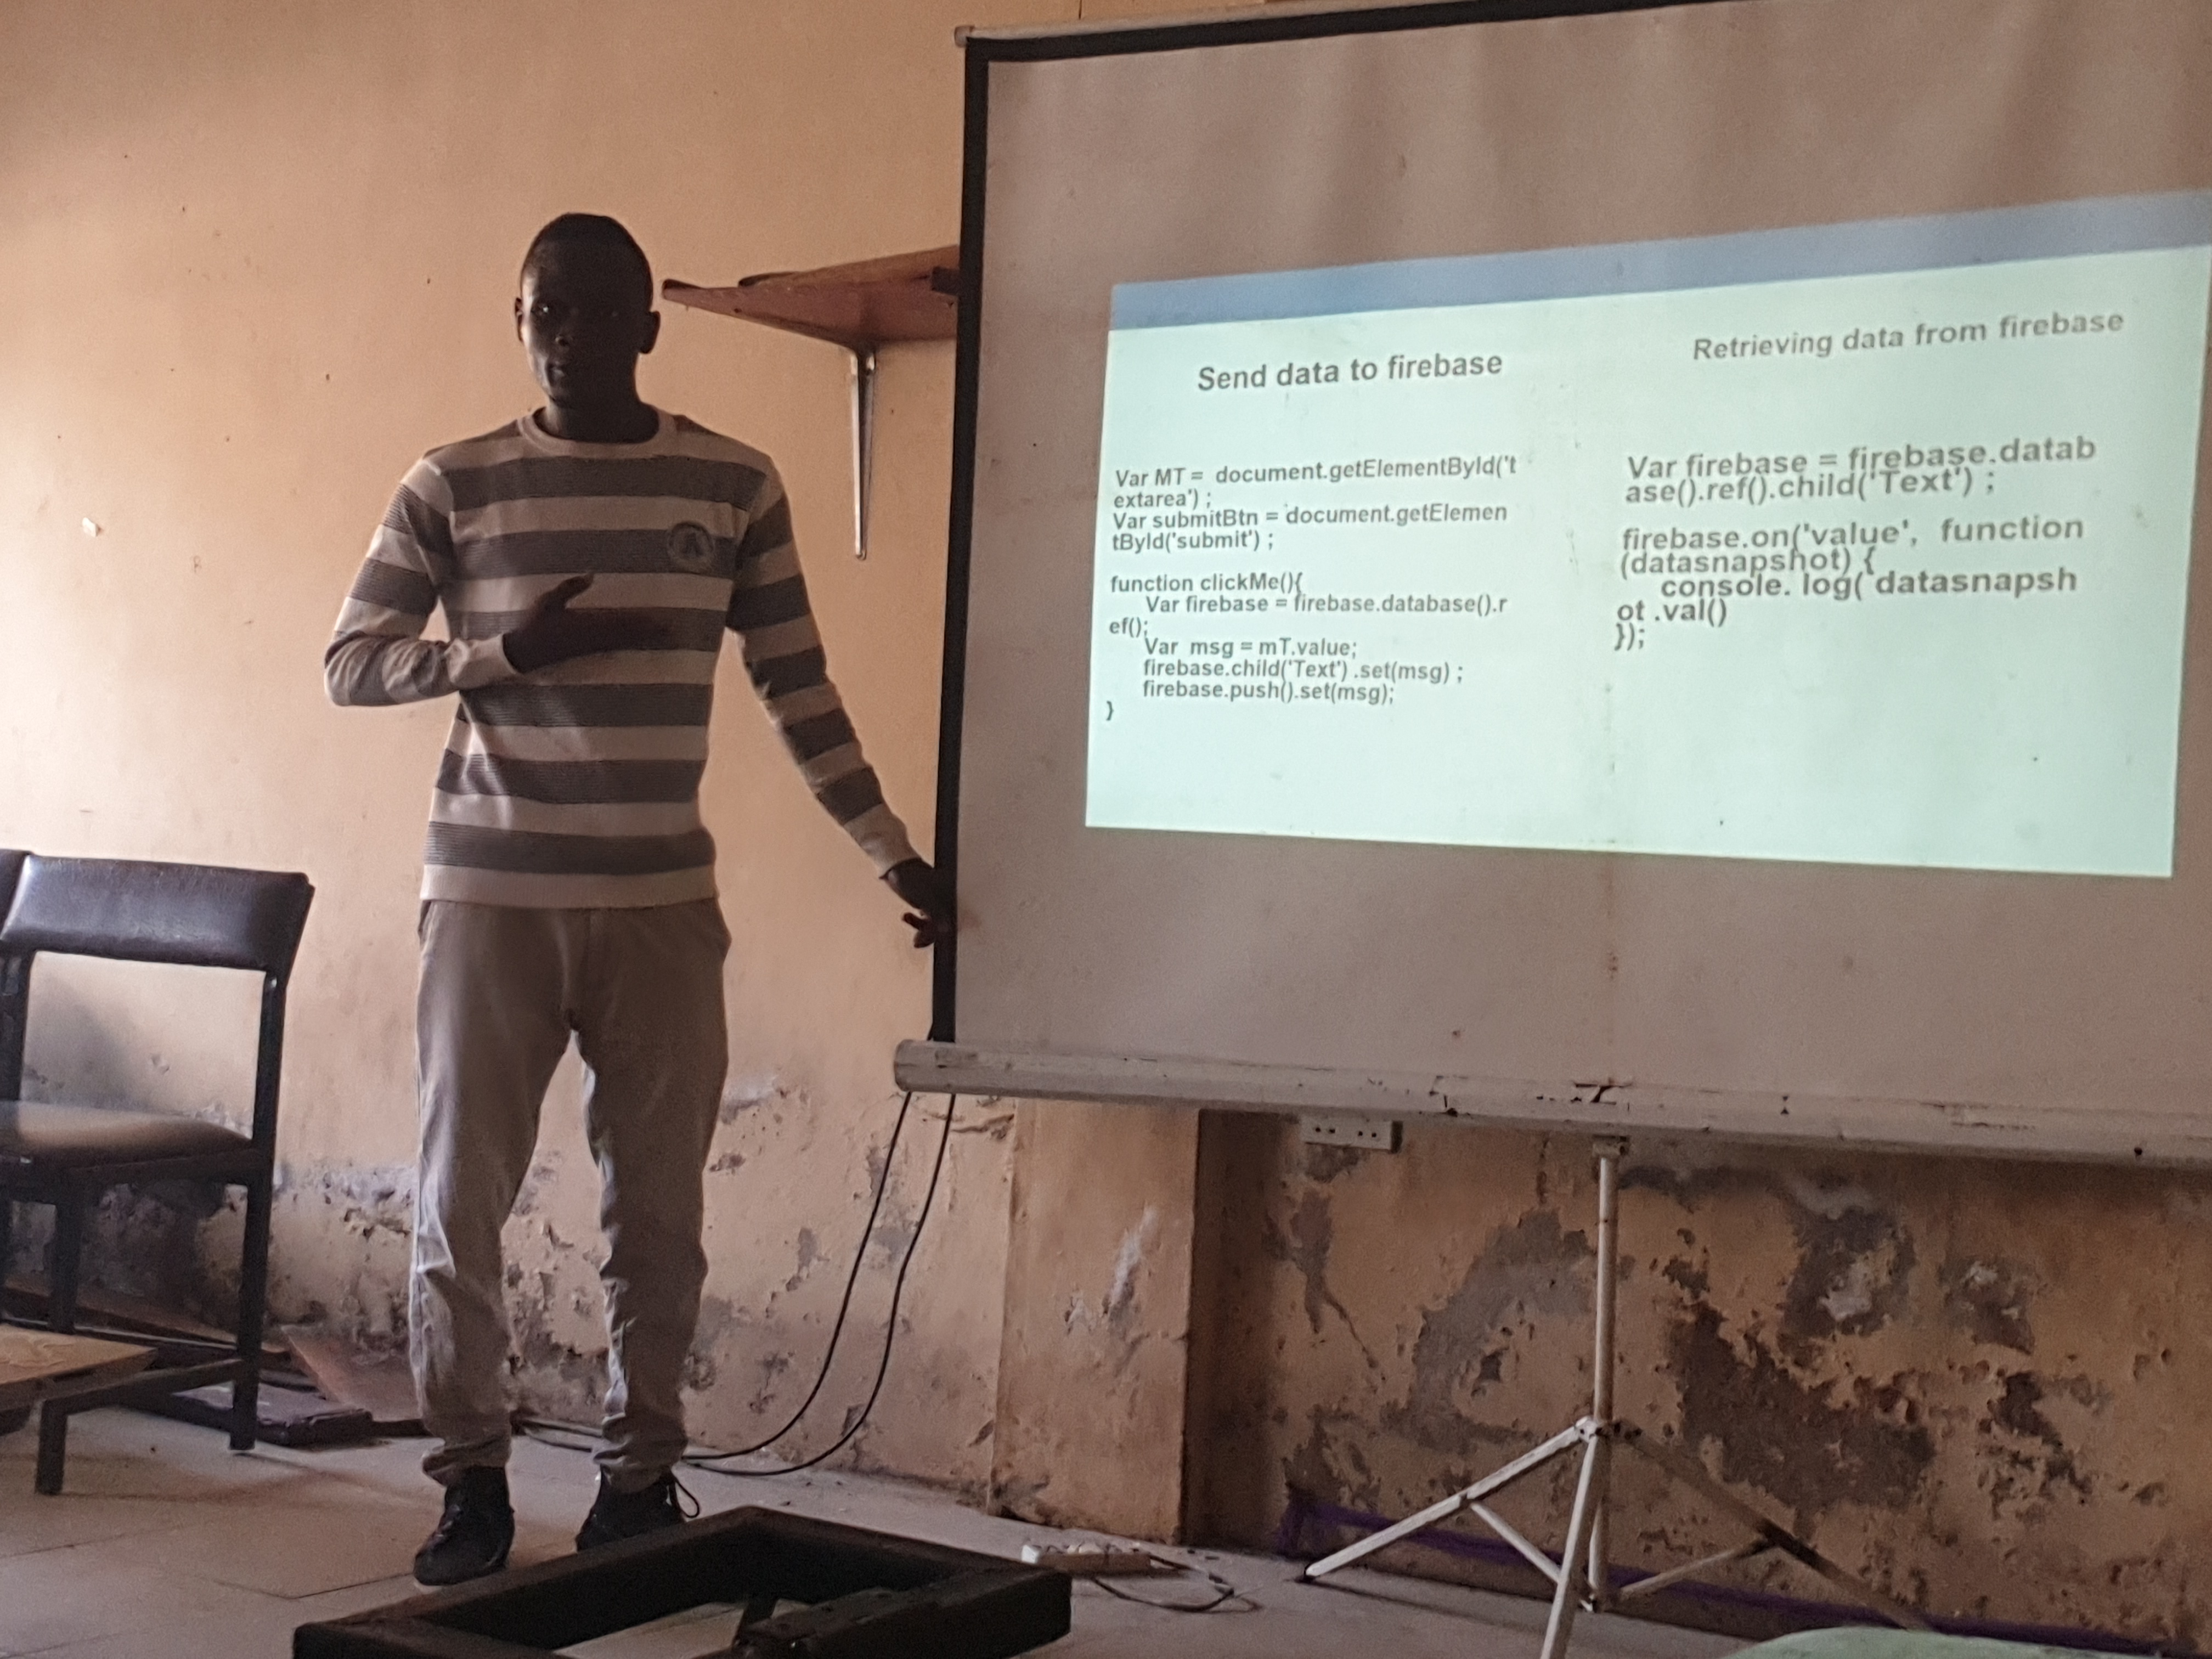 Send data to firebase
Var MT = document.getElementById('t
extarea') ;
Var submitBtn = document.getElemen
tById('submit') ;
function clickMe(){
Var firebase = firebase.database().r
ef();
Var msg = mT.value;
firebase.child('Text') .set(msg) ;
firebase.push().set(msg);
}
Retrieving data from firebase
Var firebase = firebase.datab
ase().ref().child('Text') ;
firebase.on('value', function
(datasnapshot) {
console. log( datasnapsh
ot .val()
});